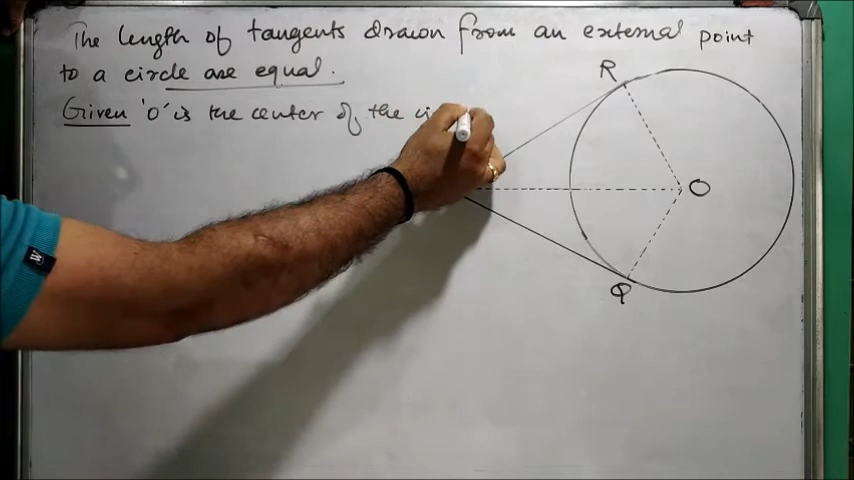 The length of tangents drawn from an external point
to a circle are equal.
Given 'O' is the center of the
R
O
Q